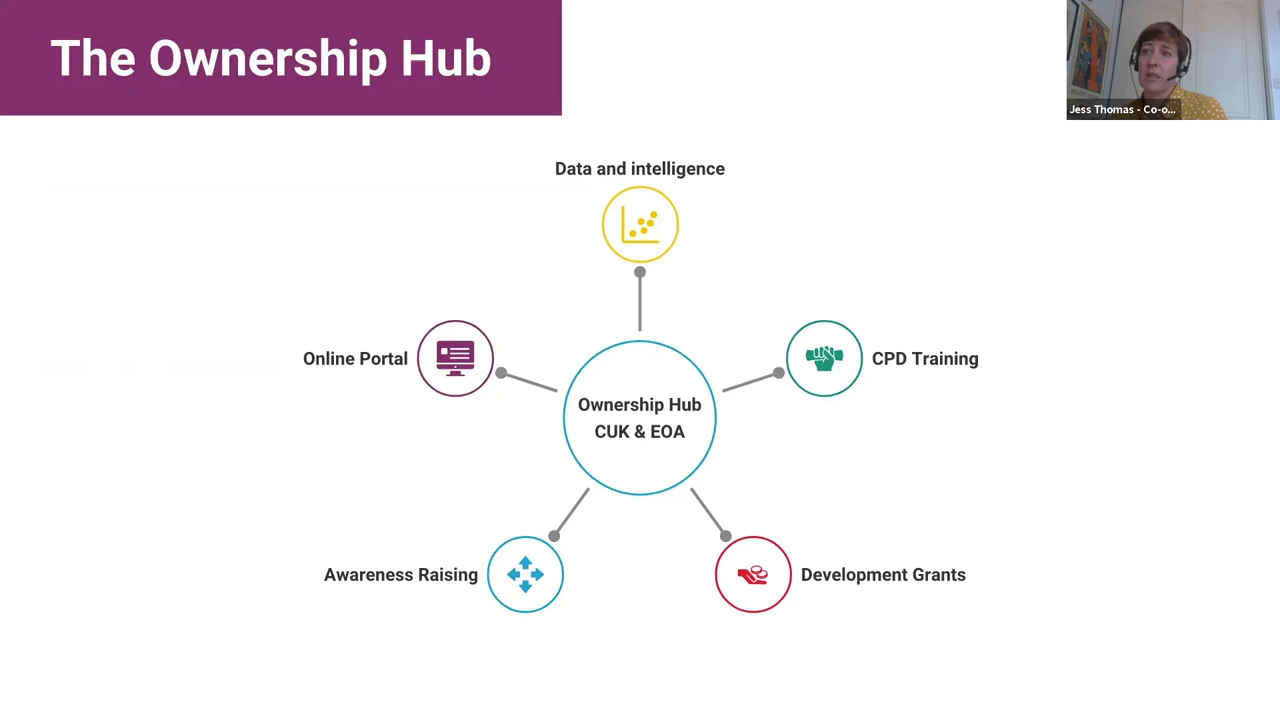 The Ownership Hub
Jess Thomas - Co-o...
Data and intelligence
Online Portal
CPD Training
Ownership Hub
CUK & EOA
Awareness Raising
Development Grants